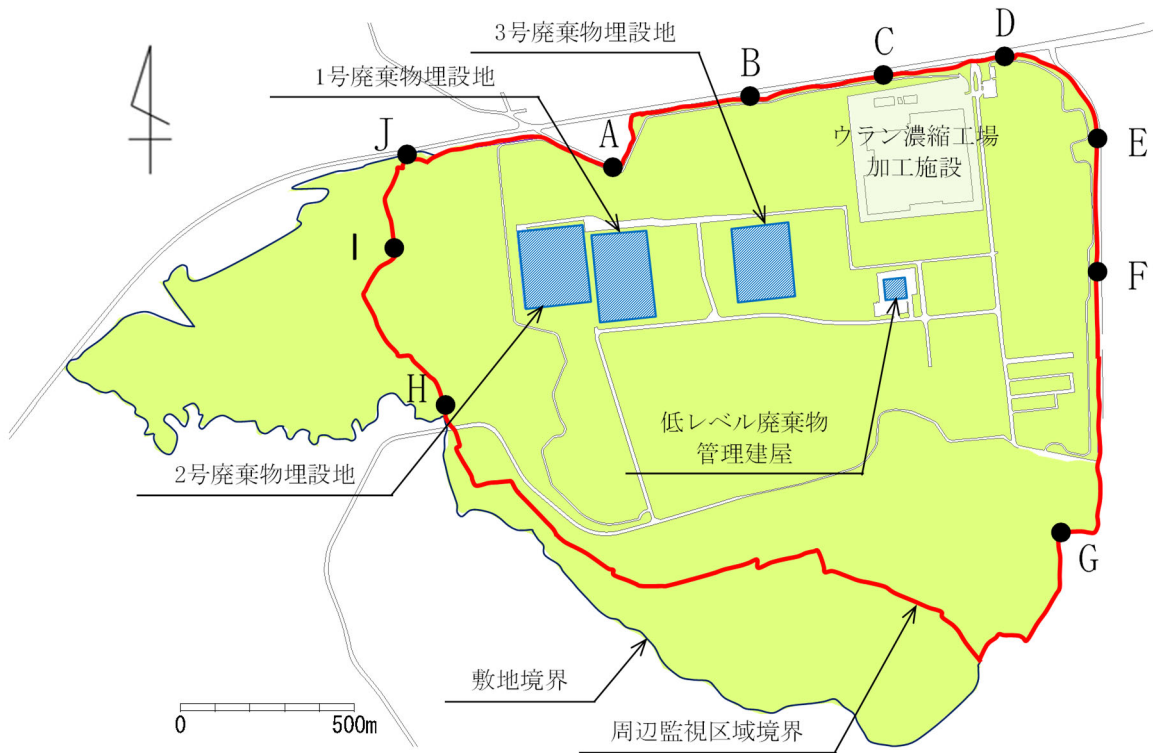 3号廃棄物埋設地
1号廃棄物埋設地
D
C
B
A
J
E
ウラン濃縮工場
加工施設
I
F
H
低レベル廃棄物
管理建屋
2号廃棄物埋設地
G
敷地境界
0
500m
周辺監視区域境界